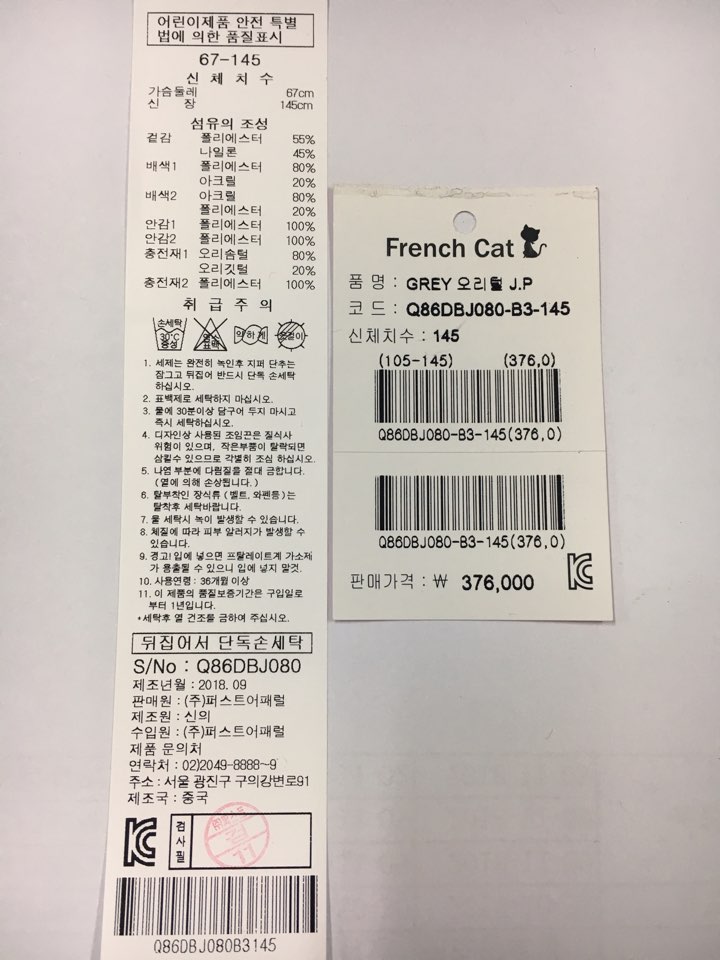 어린이제품 안전 특별
법에 의한 품질표시
67-145
신 체 치 수
가슴둘레 67cm
신 장 145cm
섬유의 조성
겉감 폴리에스터 55%
나일론 45%
배색1 폴리에스터 80%
아크릴 20%
배색2 아크릴 80%
폴리에스터 20%
안감1 폴리에스터 100%
안감2 폴리에스터 100%
충전재1 오리솜털 80%
오리깃털 20%
충전재2 폴리에스터 100%
취 급 주 의
손세탁 30℃ 중성 염소 표백 약하게 옷걸이
1. 세제는 완전히 녹인후 지퍼 단추는
잠그고 뒤집어 반드시 단독 손세탁
하십시오.
2. 표백제로 세탁하지 마십시오.
3. 물에 30분이상 담구어 두지 마시고
즉시 세탁하십시오.
4. 디자인상 사용된 조임끈은 질식사
위험이 있으며, 작은부품이 탈락되면
삼킬수 있으므로 각별히 조심 하십시오.
5. 나염 부분에 다림질을 절대 금합니다.
(열에 의해 손상됩니다.)
6. 탈부착인 장식류 (벨트, 와펜등)는
탈착후 세탁바랍니다.
7. 물 세탁시 녹이 발생할 수 있습니다.
8. 체질에 따라 피부 알러지가 발생할 수
있습니다.
9. 경고! 입에 넣으면 프탈레이트계 가소제
가 용출될 수 있으니 입에 넣지 말것.
10. 사용연령: 36개월 이상
11. 이 제품의 품질보증기간은 구입일로
부터 1년입니다.
*세탁후 열 건조를 금하여 주십시오.
뒤집어서 단독손세탁
S/No : Q86DBJ080
제조년월 : 2018. 09
판매원 : (주)퍼스트어패럴
제조원 : 신의
수입원 : (주)퍼스트어패럴
제품 문의처
연락처 : 02)2049-8888~9
주소 : 서울 광진구 구의강변로91
제조국 : 중국
KC 검사필 검 11
Q86DBJ080B3145
French Cat
품 명 : GREY 오리털 J.P
코 드 : Q86DBJ080-B3-145
신체치수 : 145
(105-145) (376,0)
Q86DBJ080-B3-145(376,0)
Q86DBJ080-B3-145(376,0)
판매가격 : ₩ 376,000 KC